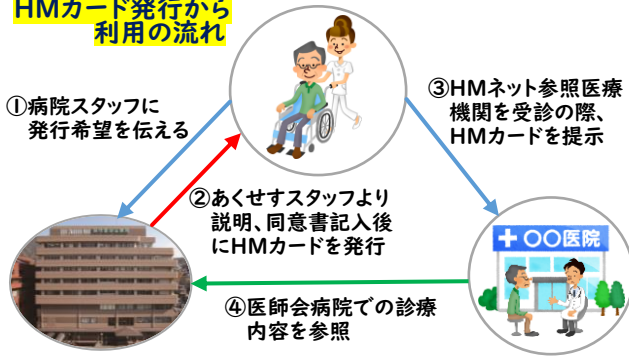 HMカード発行から
利用の流れ
①病院スタッフに
発行希望を伝える
②あくせすスタッフより
説明、同意書記入後
にHMカードを発行
③HMネット参照医療
機関を受診の際、
HMカードを提示
〇〇医院
④医師会病院での診療
内容を参照